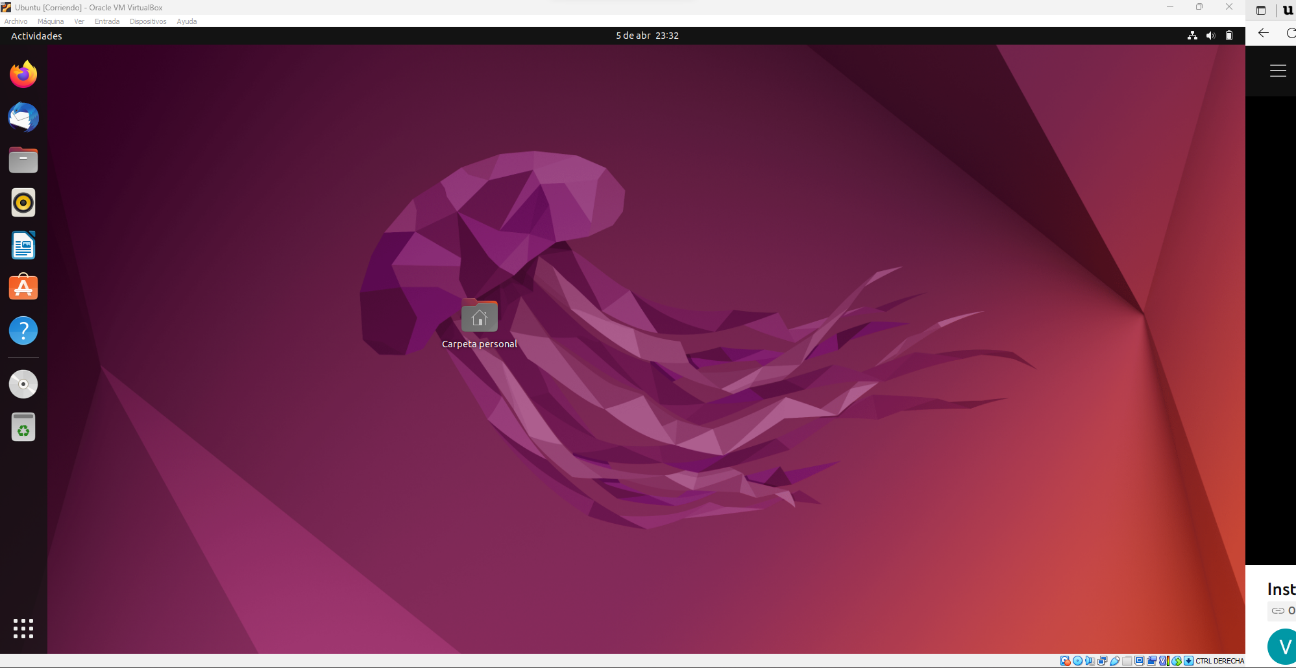 Ubuntu [Corriendo] - Oracle VM VirtualBox
Archivo Máquina Ver Entrada Dispositivos Ayuda
Actividades
5 de abr 23:32
Carpeta personal
CTRL DERECHA
u
Inst
O
V